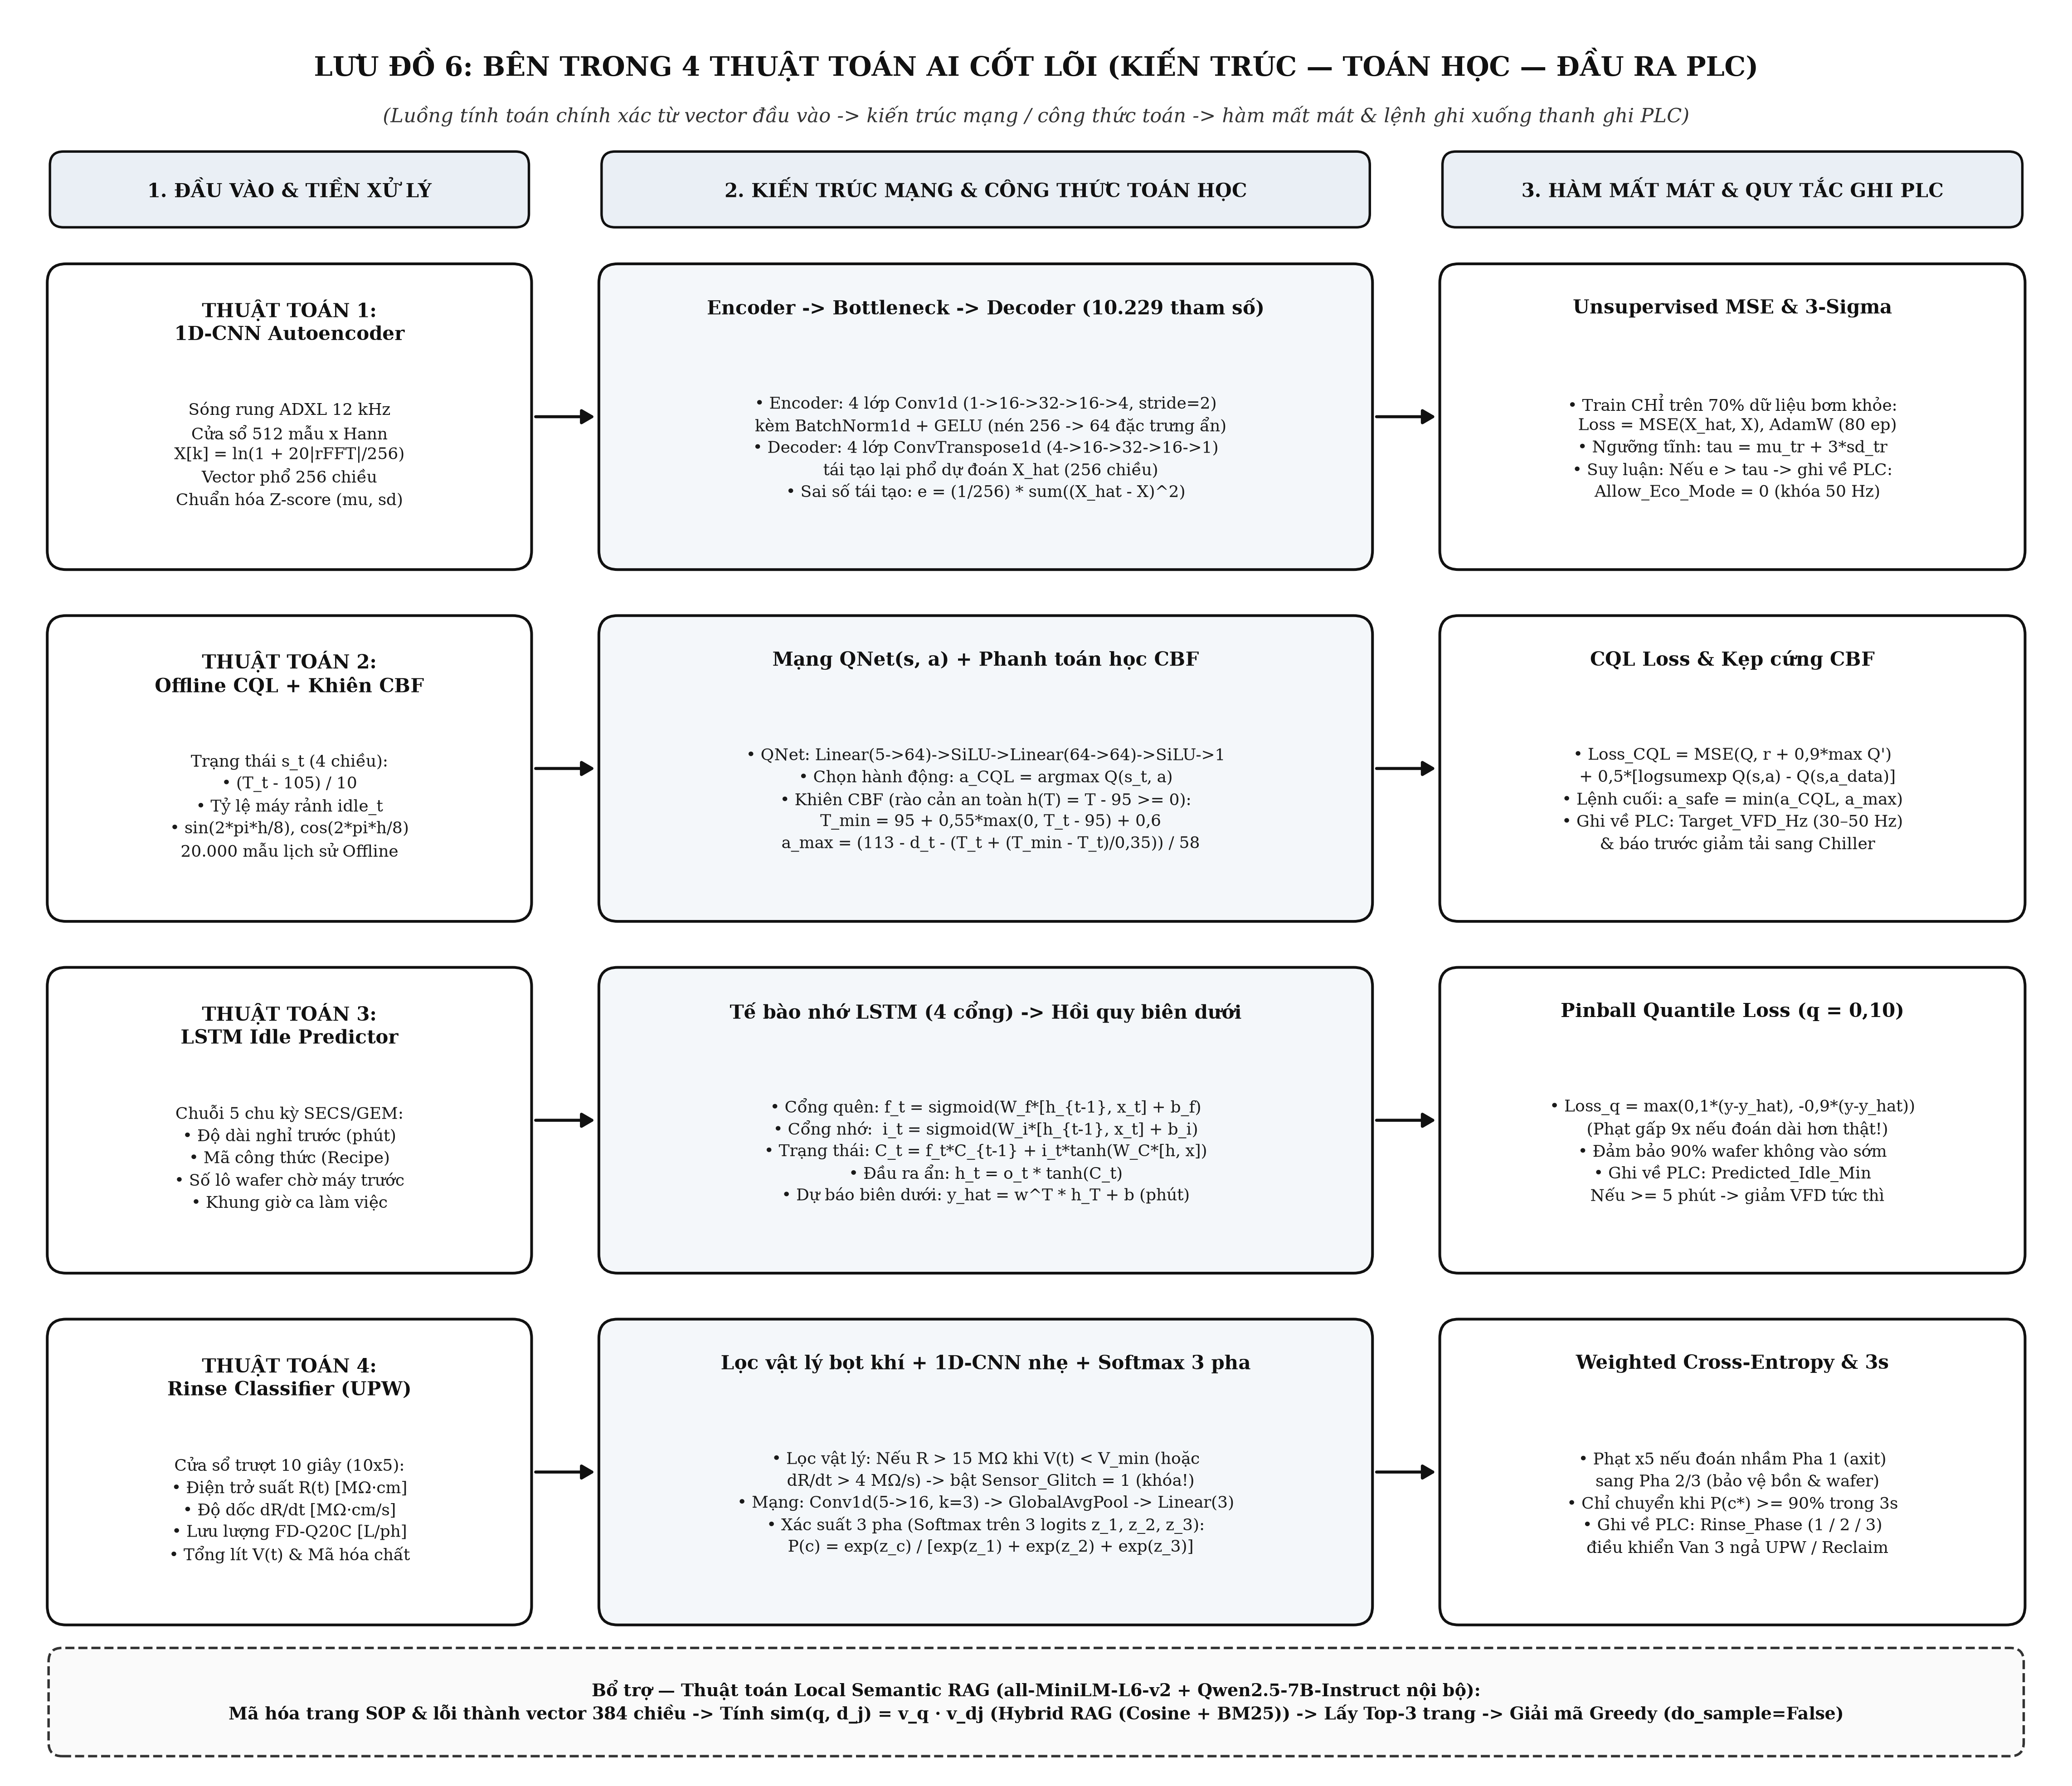 LƯU ĐỒ 6: BÊN TRONG 4 THUẬT TOÁN AI CỐT LÕI (KIẾN TRÚC — TOÁN HỌC — ĐẦU RA PLC)
(Luồng tính toán chính xác từ vector đầu vào -> kiến trúc mạng / công thức toán -> hàm mất mát & lệnh ghi xuống thanh ghi PLC)
1. ĐẦU VÀO & TIỀN XỬ LÝ
2. KIẾN TRÚC MẠNG & CÔNG THỨC TOÁN HỌC
3. HÀM MẤT MÁT & QUY TẮC GHI PLC
THUẬT TOÁN 1:
1D-CNN Autoencoder
Sóng rung ADXL 12 kHz
Cửa sổ 512 mẫu x Hann
X[k] = ln(1 + 20|rFFT|/256)
Vector phổ 256 chiều
Chuẩn hóa Z-score (mu, sd)
Encoder -> Bottleneck -> Decoder (10.229 tham số)
• Encoder: 4 lớp Conv1d (1->16->32->16->4, stride=2)
kèm BatchNorm1d + GELU (nén 256 -> 64 đặc trưng ẩn)
• Decoder: 4 lớp ConvTranspose1d (4->16->32->16->1)
tái tạo lại phổ dự đoán X_hat (256 chiều)
• Sai số tái tạo: e = (1/256) * sum((X_hat - X)^2)
Unsupervised MSE & 3-Sigma
• Train CHỈ trên 70% dữ liệu bơm khỏe:
Loss = MSE(X_hat, X), AdamW (80 ep)
• Ngưỡng tĩnh: tau = mu_tr + 3*sd_tr
• Suy luận: Nếu e > tau -> ghi về PLC:
Allow_Eco_Mode = 0 (khóa 50 Hz)
THUẬT TOÁN 2:
Offline CQL + Khiên CBF
Trạng thái s_t (4 chiều):
• (T_t - 105) / 10
• Tỷ lệ máy rảnh idle_t
• sin(2*pi*h/8), cos(2*pi*h/8)
20.000 mẫu lịch sử Offline
Mạng QNet(s, a) + Phanh toán học CBF
• QNet: Linear(5->64)->SiLU->Linear(64->64)->SiLU->1
• Chọn hành động: a_CQL = argmax Q(s_t, a)
• Khiên CBF (rào cản an toàn h(T) = T - 95 >= 0):
T_min = 95 + 0,55*max(0, T_t - 95) + 0,6
a_max = (113 - d_t - (T_t + (T_min - T_t)/0,35)) / 58
CQL Loss & Kẹp cứng CBF
• Loss_CQL = MSE(Q, r + 0,9*max Q')
+ 0,5*[logsumexp Q(s,a) - Q(s,a_data)]
• Lệnh cuối: a_safe = min(a_CQL, a_max)
• Ghi về PLC: Target_VFD_Hz (30–50 Hz)
& báo trước giảm tải sang Chiller
THUẬT TOÁN 3:
LSTM Idle Predictor
Chuỗi 5 chu kỳ SECS/GEM:
• Độ dài nghỉ trước (phút)
• Mã công thức (Recipe)
• Số lô wafer chờ máy trước
• Khung giờ ca làm việc
Tế bào nhớ LSTM (4 cổng) -> Hồi quy biên dưới
• Cổng quên: f_t = sigmoid(W_f*[h_{t-1}, x_t] + b_f)
• Cổng nhớ:  i_t = sigmoid(W_i*[h_{t-1}, x_t] + b_i)
• Trạng thái: C_t = f_t*C_{t-1} + i_t*tanh(W_C*[h, x])
• Đầu ra ẩn: h_t = o_t * tanh(C_t)
• Dự báo biên dưới: y_hat = w^T * h_T + b (phút)
Pinball Quantile Loss (q = 0,10)
• Loss_q = max(0,1*(y-y_hat), -0,9*(y-y_hat))
(Phạt gấp 9x nếu đoán dài hơn thật!)
• Đảm bảo 90% wafer không vào sớm
• Ghi về PLC: Predicted_Idle_Min
Nếu >= 5 phút -> giảm VFD tức thì
THUẬT TOÁN 4:
Rinse Classifier (UPW)
Cửa sổ trượt 10 giây (10x5):
• Điện trở suất R(t) [MΩ·cm]
• Độ dốc dR/dt [MΩ·cm/s]
• Lưu lượng FD-Q20C [L/ph]
• Tổng lít V(t) & Mã hóa chất
Lọc vật lý bọt khí + 1D-CNN nhẹ + Softmax 3 pha
• Lọc vật lý: Nếu R > 15 MΩ khi V(t) < V_min (hoặc
dR/dt > 4 MΩ/s) -> bật Sensor_Glitch = 1 (khóa!)
• Mạng: Conv1d(5->16, k=3) -> GlobalAvgPool -> Linear(3)
• Xác suất 3 pha (Softmax trên 3 logits z_1, z_2, z_3):
P(c) = exp(z_c) / [exp(z_1) + exp(z_2) + exp(z_3)]
Weighted Cross-Entropy & 3s
• Phạt x5 nếu đoán nhầm Pha 1 (axit)
sang Pha 2/3 (bảo vệ bồn & wafer)
• Chỉ chuyển khi P(c*) >= 90% trong 3s
• Ghi về PLC: Rinse_Phase (1 / 2 / 3)
điều khiển Van 3 ngả UPW / Reclaim
Bổ trợ — Thuật toán Local Semantic RAG (all-MiniLM-L6-v2 + Qwen2.5-7B-Instruct nội bộ):
Mã hóa trang SOP & lỗi thành vector 384 chiều -> Tính sim(q, d_j) = v_q · v_dj (Hybrid RAG (Cosine + BM25)) -> Lấy Top-3 trang -> Giải mã Greedy (do_sample=False)